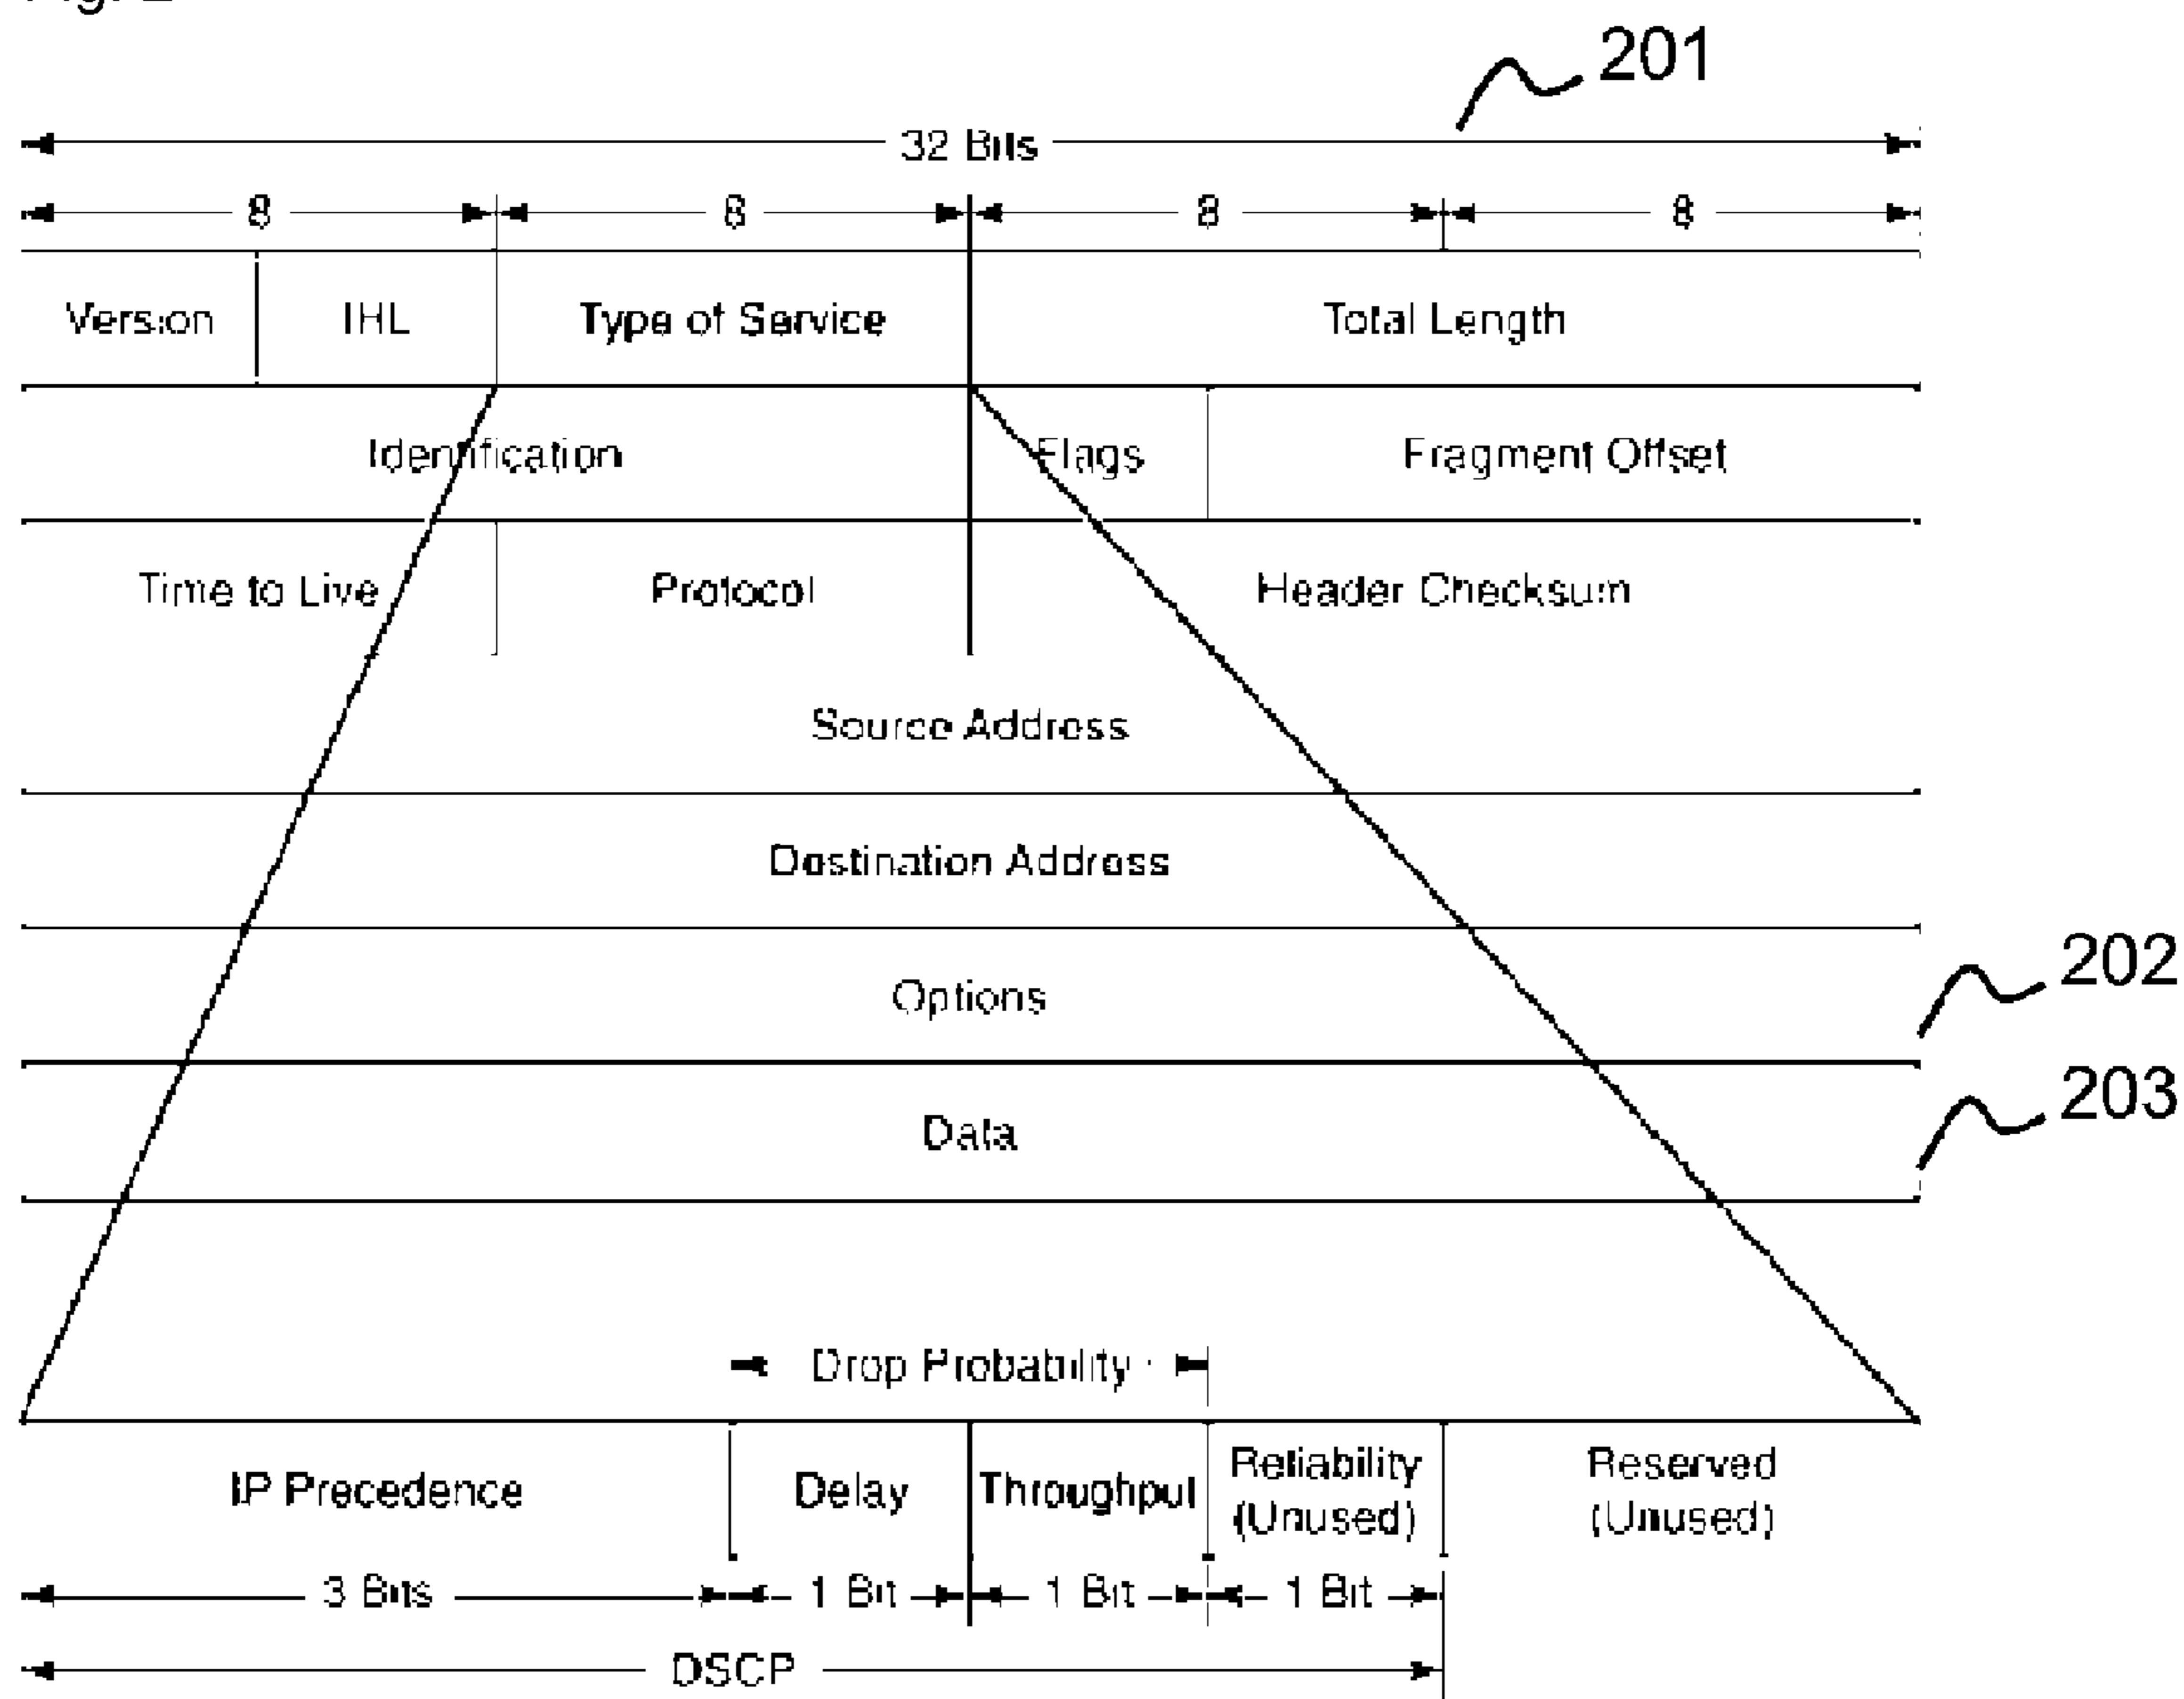 201
32 Bits
8 8 8 8
Version IHL Type of Service Total Length
Identification Flags Fragment Offset
Time to Live Protocol Header Checksum
Source Address
Destination Address
Options
202
Data
203
Drop Probability
IP Precedence Delay Throughput Reliability (Unused) Reserved (Unused)
3 Bits 1 Bit 1 Bit 1 Bit
DSCP